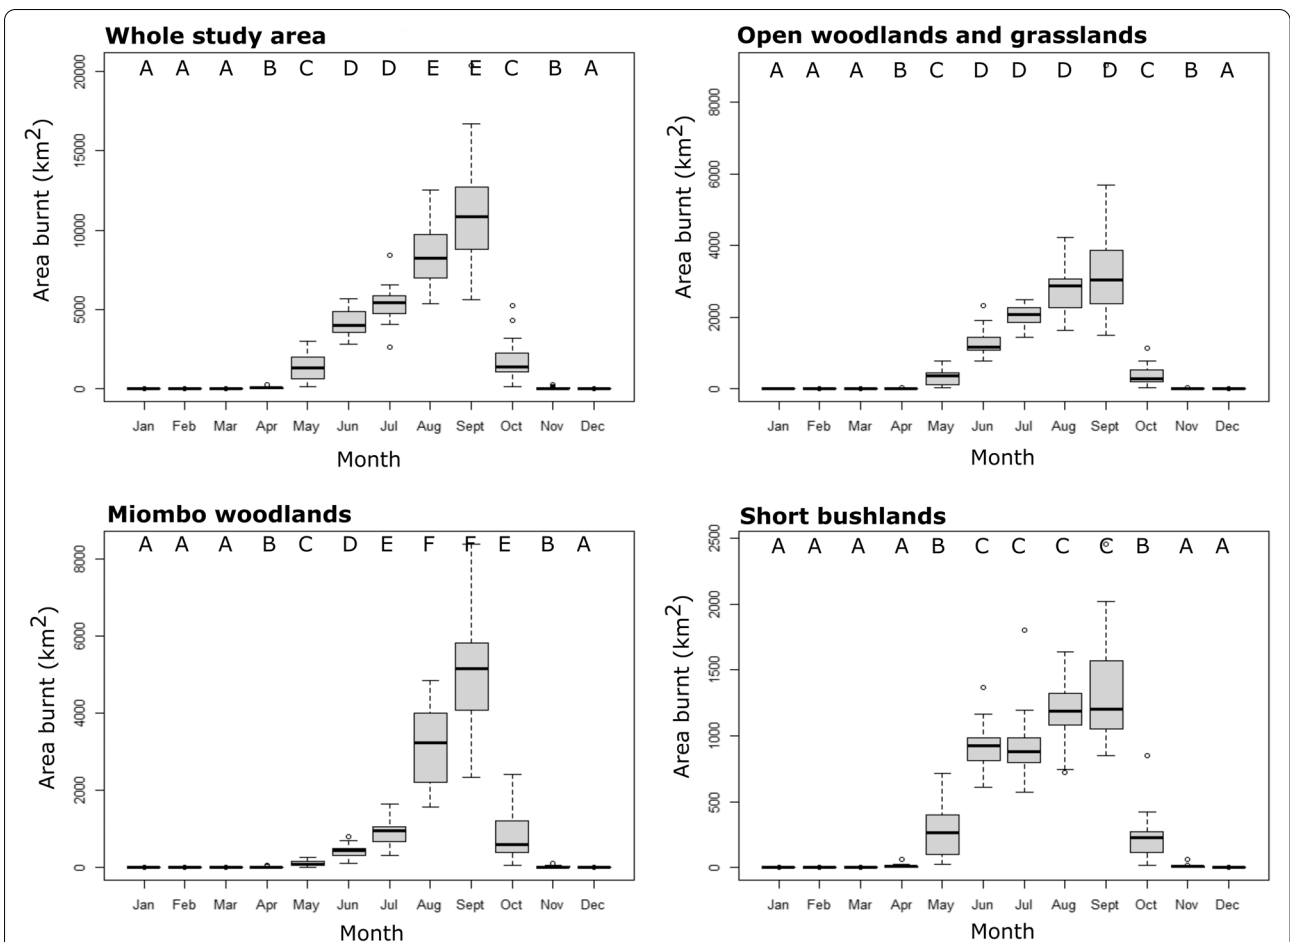 Whole study area
A A A B C D D E E C B A
Area burnt (km2)
20000
15000
10000
5000
0
Jan Feb Mar Apr May Jun Jul Aug Sept Oct Nov Dec
Month
Open woodlands and grasslands
A A A B C D D D D C B A
Area burnt (km2)
8000
6000
4000
2000
0
Jan Feb Mar Apr May Jun Jul Aug Sept Oct Nov Dec
Month
Miombo woodlands
A A A B C D E F F E B A
Area burnt (km2)
8000
6000
4000
2000
0
Jan Feb Mar Apr May Jun Jul Aug Sept Oct Nov Dec
Month
Short bushlands
A A A A B C C C C B A A
Area burnt (km2)
2500
2000
1500
1000
500
0
Jan Feb Mar Apr May Jun Jul Aug Sept Oct Nov Dec
Month